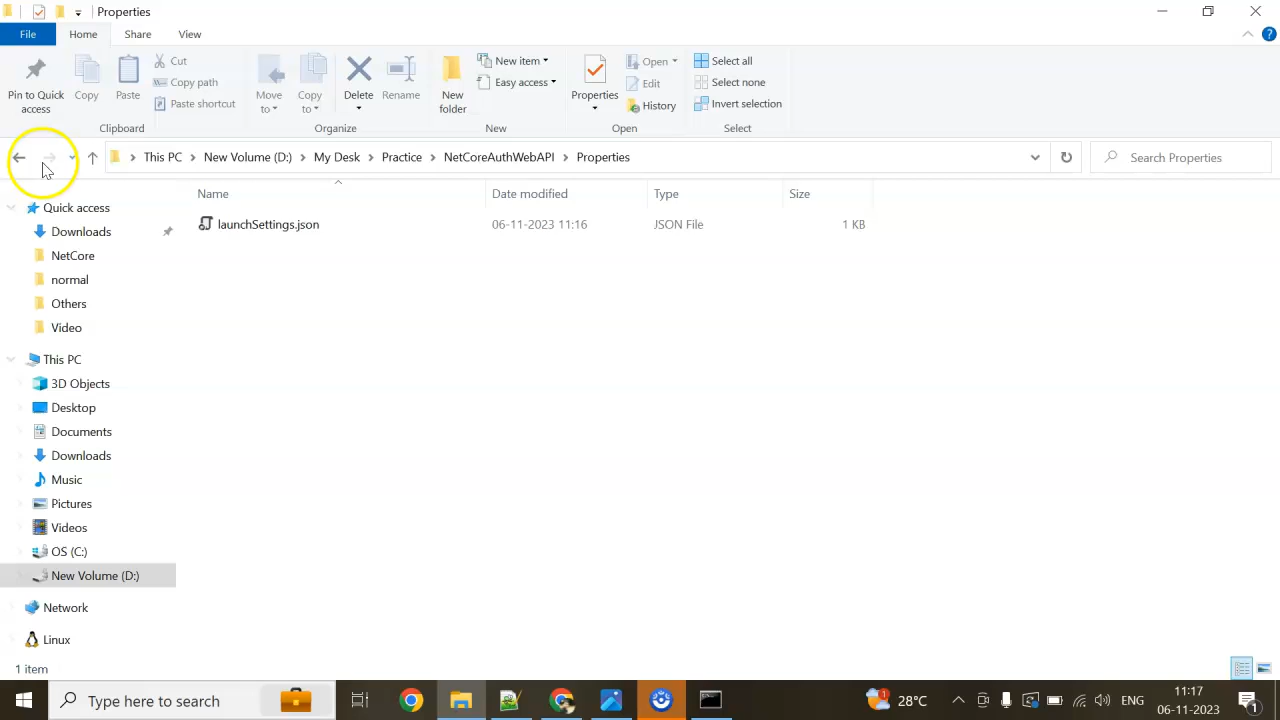 Properties
File Home Share View
Pin to Quick access
Copy
Paste
Cut
Copy path
Paste shortcut
Clipboard
Move to
Copy to
Delete
Rename
Organize
New folder
New item
Easy access
New
Properties
Open
Edit
History
Open
Select all
Select none
Invert selection
Select
This PC New Volume (D:) My Desk Practice NetCoreAuthWebAPI Properties
Search Properties
Name Date modified Type Size
launchSettings.json 06-11-2023 11:16 JSON File 1 KB
Quick access
Downloads
NetCore
normal
Others
Video
This PC
3D Objects
Desktop
Documents
Downloads
Music
Pictures
Videos
OS (C:)
New Volume (D:)
Network
Linux
1 item
Type here to search
1
28°C
ENG
11:17
06-11-2023
1